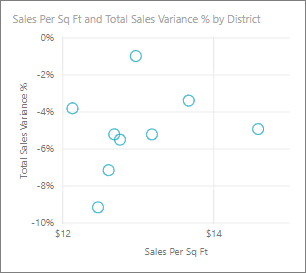 Sales Per Sq Ft and Total Sales Variance % by District
0%
-2%
-4%
-6%
-8%
-10%
Total Sales Variance %
$12
$14
Sales Per Sq Ft